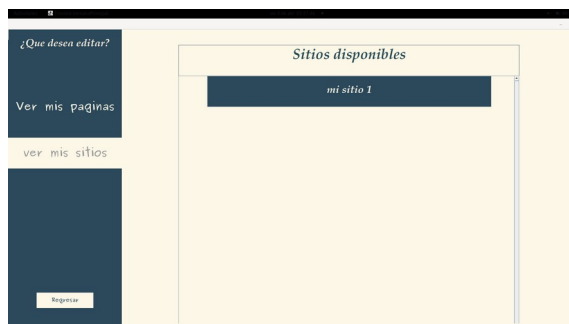 ¿Que desea editar?
Sitios disponibles
mi sitio 1
Ver mis paginas
ver mis sitios
Regresar